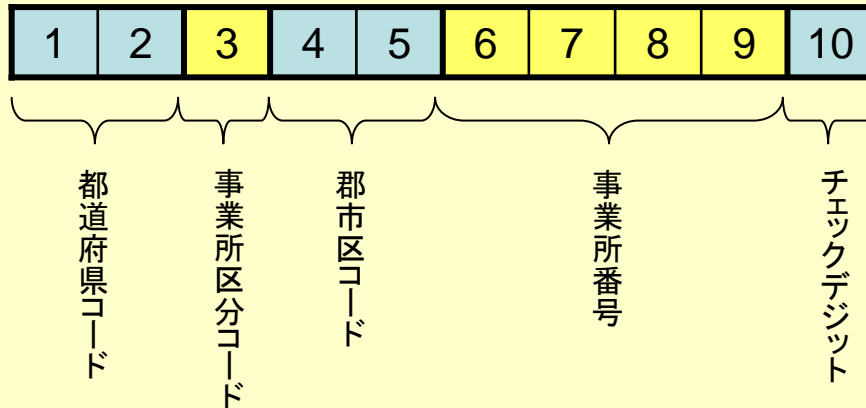 1 2 3 4 5 6 7 8 9 10
都道府県コード
事業所区分コード
郡市区コード
事業所番号
チェックデジット